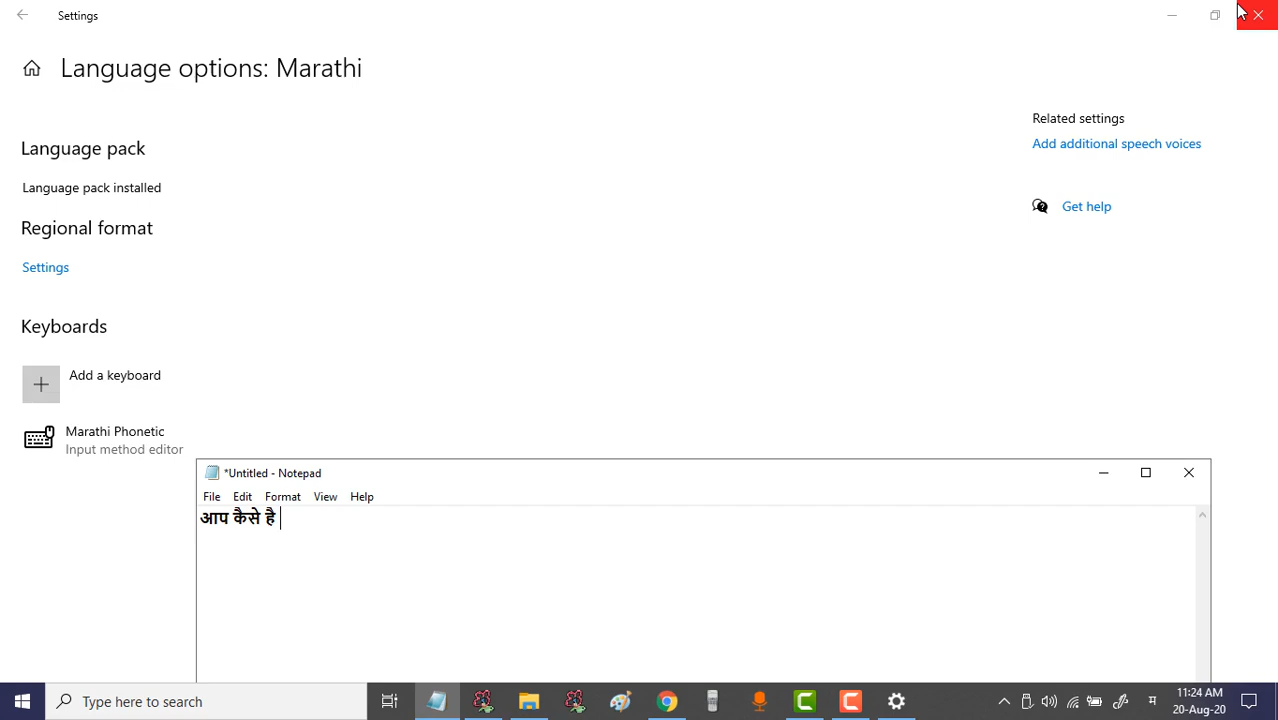 Settings
Language options: Marathi
Related settings
Add additional speech voices
Language pack
Language pack installed
Get help
Regional format
Settings
Keyboards
Add a keyboard
Marathi Phonetic
Input method editor
*Untitled - Notepad
File Edit Format View Help
आप कैसे है
Type here to search
11:24 AM
20-Aug-20